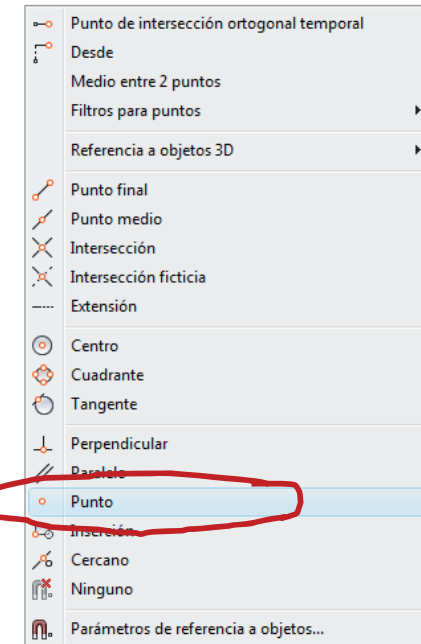 Punto de intersección ortogonal temporal
Desde
Medio entre 2 puntos
Filtros para puntos
Referencia a objetos 3D
Punto final
Punto medio
Intersección
Intersección ficticia
Extensión
Centro
Cuadrante
Tangente
Perpendicular
Paralelo
Punto
Inserción
Cercano
Ninguno
Parámetros de referencia a objetos...